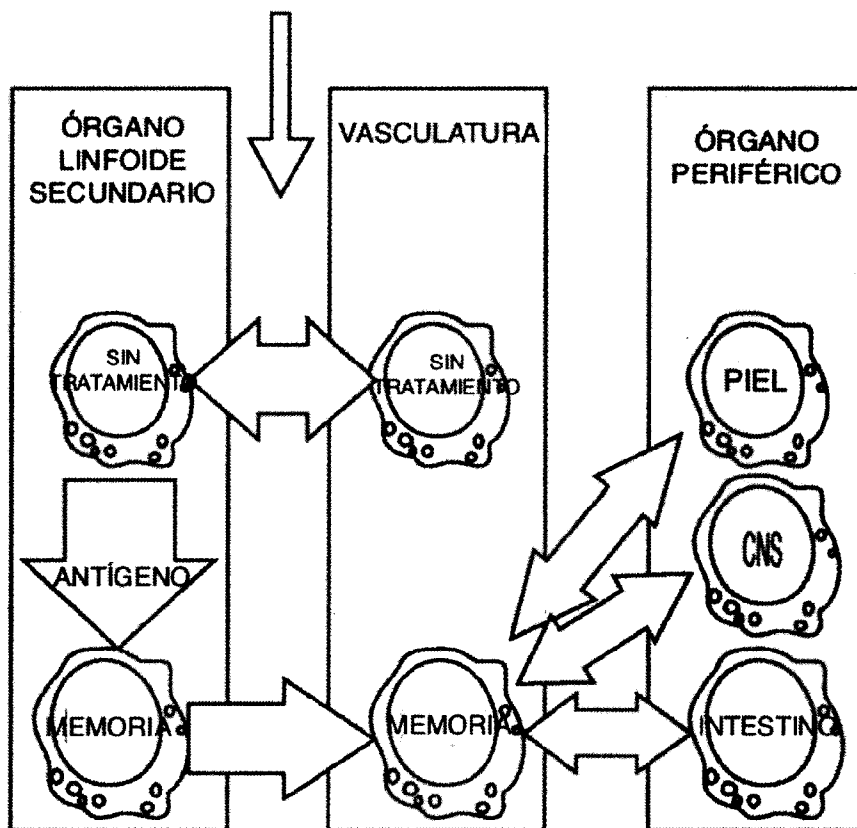 ÓRGANO
LINFOIDE
SECUNDARIO
VASCULATURA
ÓRGANO
PERIFÉRICO
SIN
TRATAMIENTO
SIN
TRATAMIENTO
PIEL
CNS
ANTÍGENO
MEMORIA
MEMORIA
INTESTINO